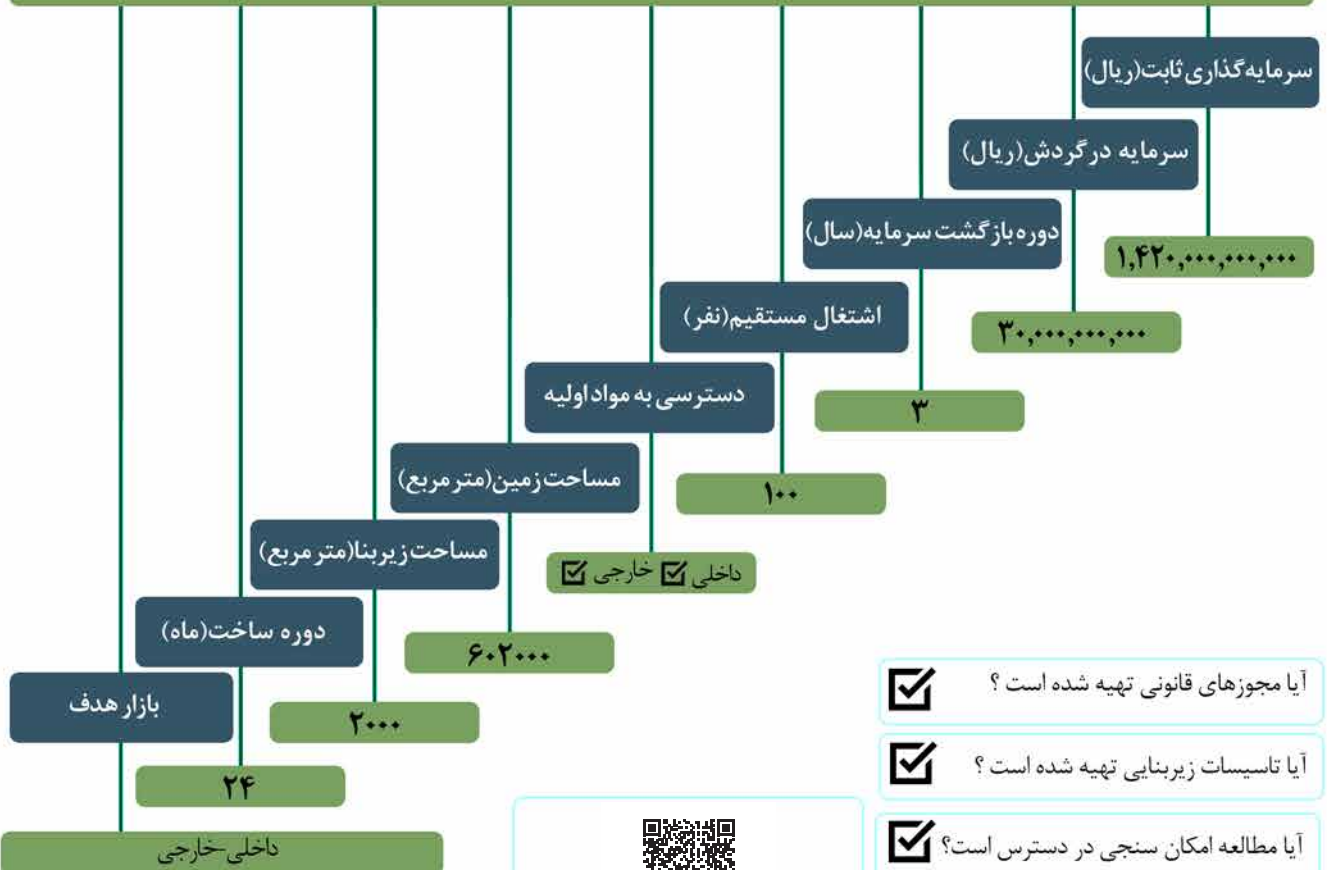 سرمایه‌گذاری ثابت(ریال)
۱,۴۲۰,۰۰۰,۰۰۰,۰۰۰
سرمایه در گردش(ریال)
۳۰,۰۰۰,۰۰۰,۰۰۰
دوره بازگشت سرمایه(سال)
۳
اشتغال مستقیم(نفر)
۱۰۰
دسترسی به مواد اولیه
داخلی ☑ خارجی ☑
مساحت زمین(متر مربع)
۶۰۲۰۰۰
مساحت زیربنا(متر مربع)
۲۰۰۰
دوره ساخت(ماه)
۲۴
بازار هدف
داخلی-خارجی
آیا مجوزهای قانونی تهیه شده است ؟ ☑
آیا تاسیسات زیربنایی تهیه شده است ؟ ☑
آیا مطالعه امکان سنجی در دسترس است؟ ☑